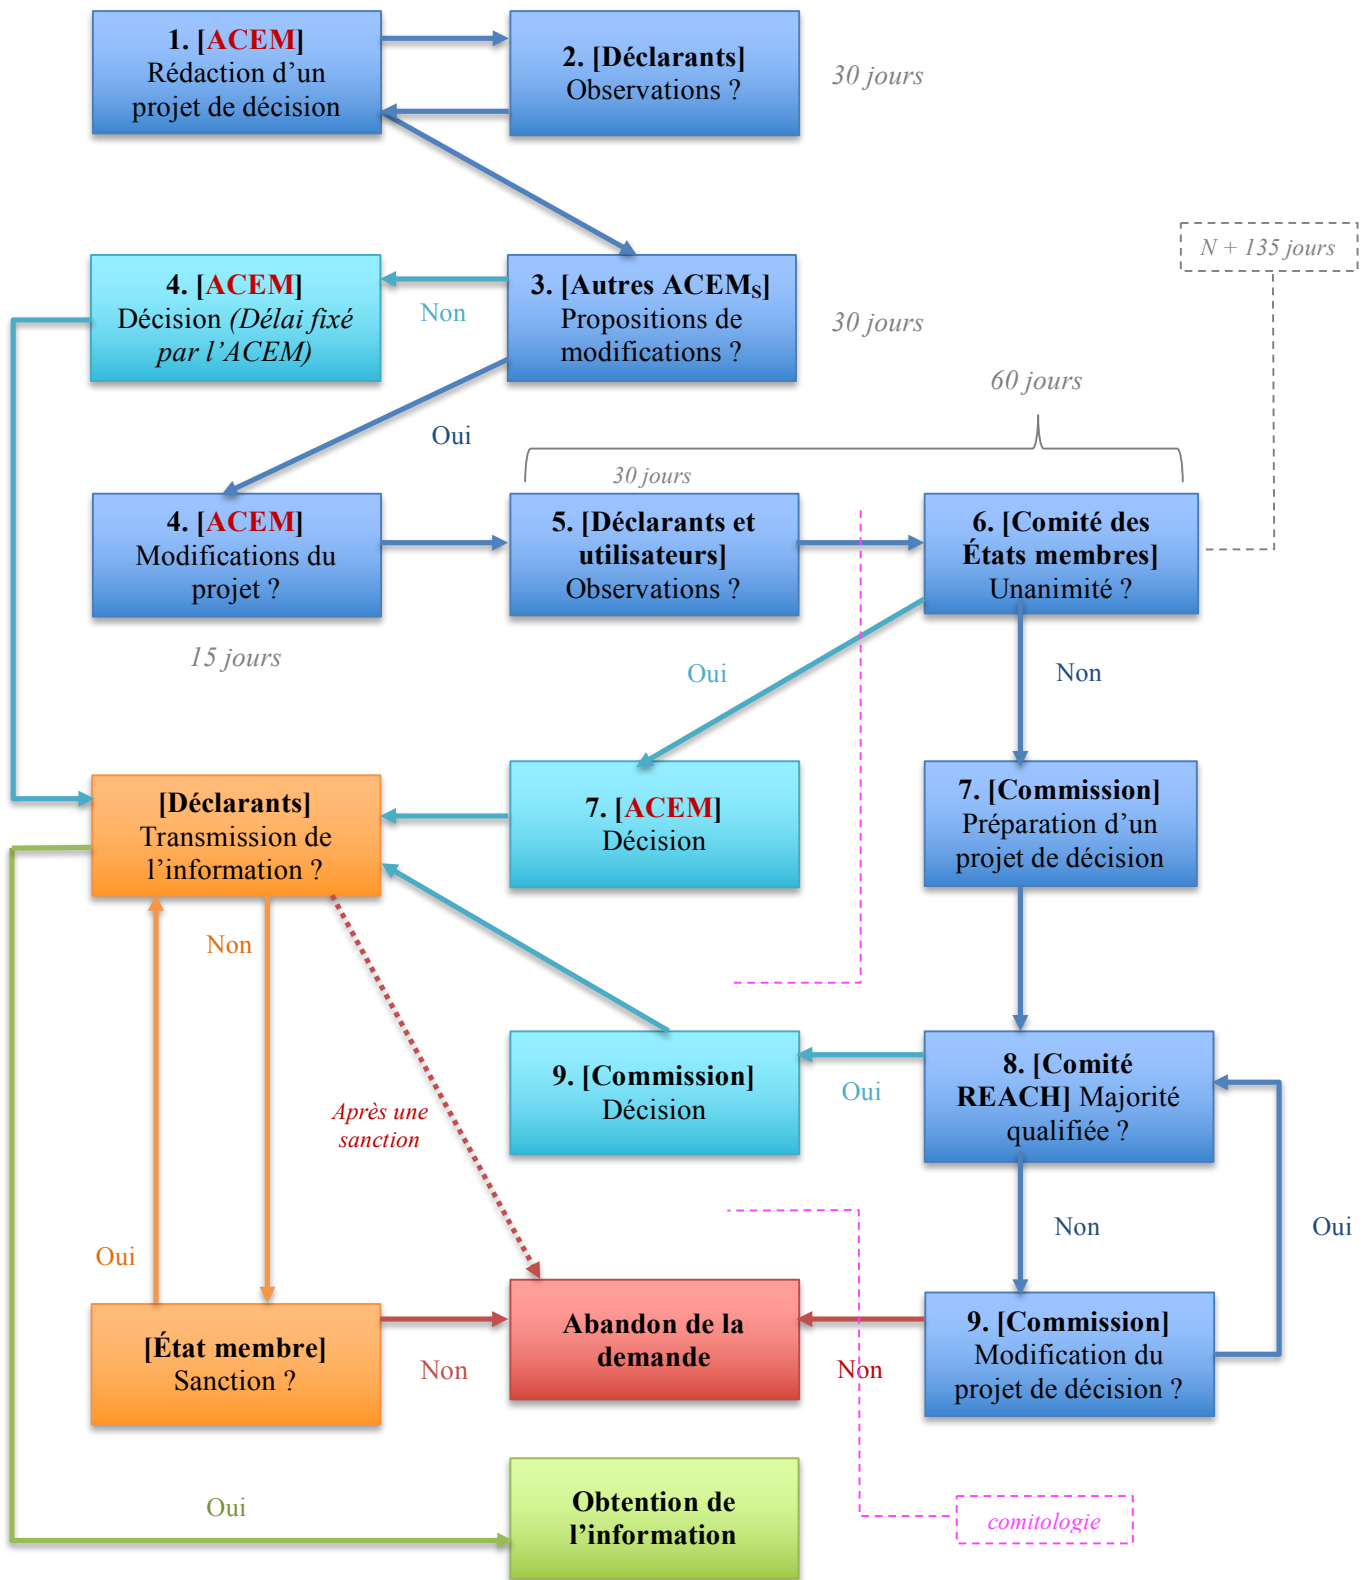 1. [ACEM]
Rédaction d’un
projet de décision
2. [Déclarants]
Observations ?
30 jours
N + 135 jours
4. [ACEM]
Décision (Délai fixé
par l’ACEM)
Non
3. [Autres ACEMS]
Propositions de
modifications ?
30 jours
60 jours
Oui
30 jours
4. [ACEM]
Modifications du
projet ?
5. [Déclarants et
utilisateurs]
Observations ?
6. [Comité des
États membres]
Unanimité ?
15 jours
Oui
Non
[Déclarants]
Transmission de
l’information ?
7. [ACEM]
Décision
7. [Commission]
Préparation d’un
projet de décision
Non
9. [Commission]
Décision
Oui
8. [Comité
REACH] Majorité
qualifiée ?
Après une
sanction
Oui
Non
Oui
[État membre]
Sanction ?
Non
Abandon de la
demande
Non
9. [Commission]
Modification du
projet de décision ?
Oui
Obtention de
l’information
comitologie